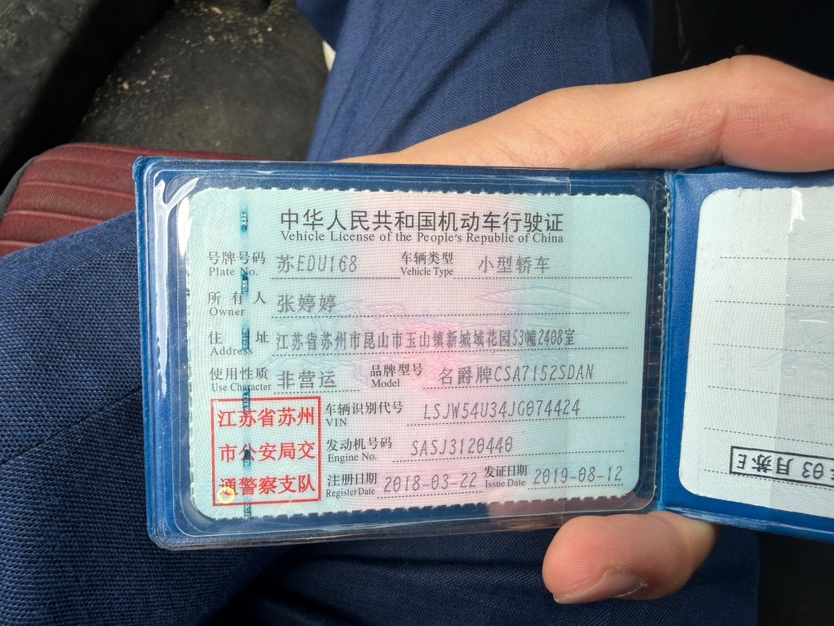 中华人民共和国机动车行驶证
Vehicle License of the People's Republic of China
号牌号码 苏EDU168 车辆类型 小型轿车
Plate No. Vehicle Type
所有人 张婷婷
Owner
住址 江苏省苏州市昆山市玉山镇新城域花园53幢2408室
Address
使用性质 非营运 品牌型号 名爵牌CSA7152SDAN
Use Character Model
江苏省苏州
市公安局交
通警察支队
车辆识别代号 LSJW54U34JG074424
VIN
发动机号码 SASJ3120440
Engine No.
注册日期 2018-03-22 发证日期 2019-08-12
Register Date Issue Date
03月苏E